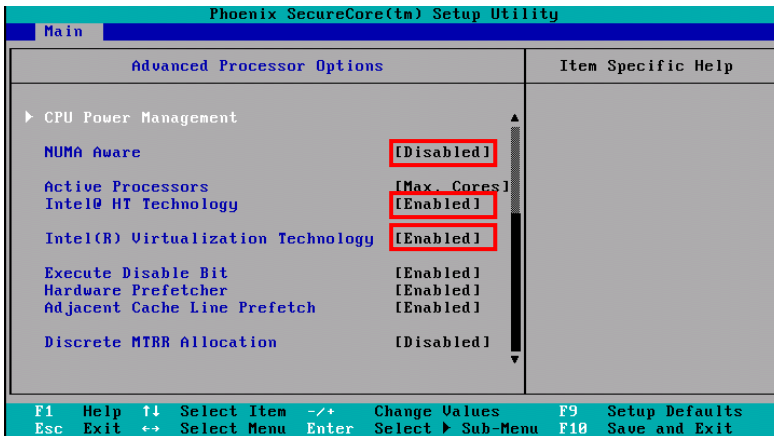 Phoenix SecureCore(tm) Setup Utility
Main
Advanced Processor Options
Item Specific Help
CPU Power Management
NUMA Aware [Disabled]
Active Processors [Max. Cores]
Intel@ HT Technology [Enabled]
Intel(R) Virtualization Technology [Enabled]
Execute Disable Bit [Enabled]
Hardware Prefetcher [Enabled]
Adjacent Cache Line Prefetch [Enabled]
Discrete MTRR Allocation [Disabled]
F1 Help ↑↓ Select Item -/+ Change Values F9 Setup Defaults
Esc Exit ↔ Select Menu Enter Select ▶ Sub-Menu F10 Save and Exit